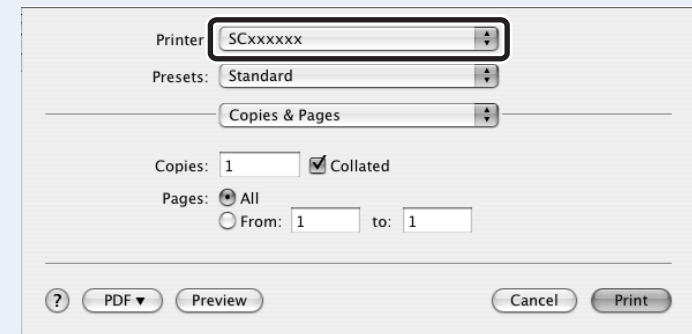 Printer SCxxxxxx
Presets: Standard
Copies & Pages
Copies: 1 Collated
Pages: All
From: 1 to: 1
? PDF▼ Preview Cancel Print